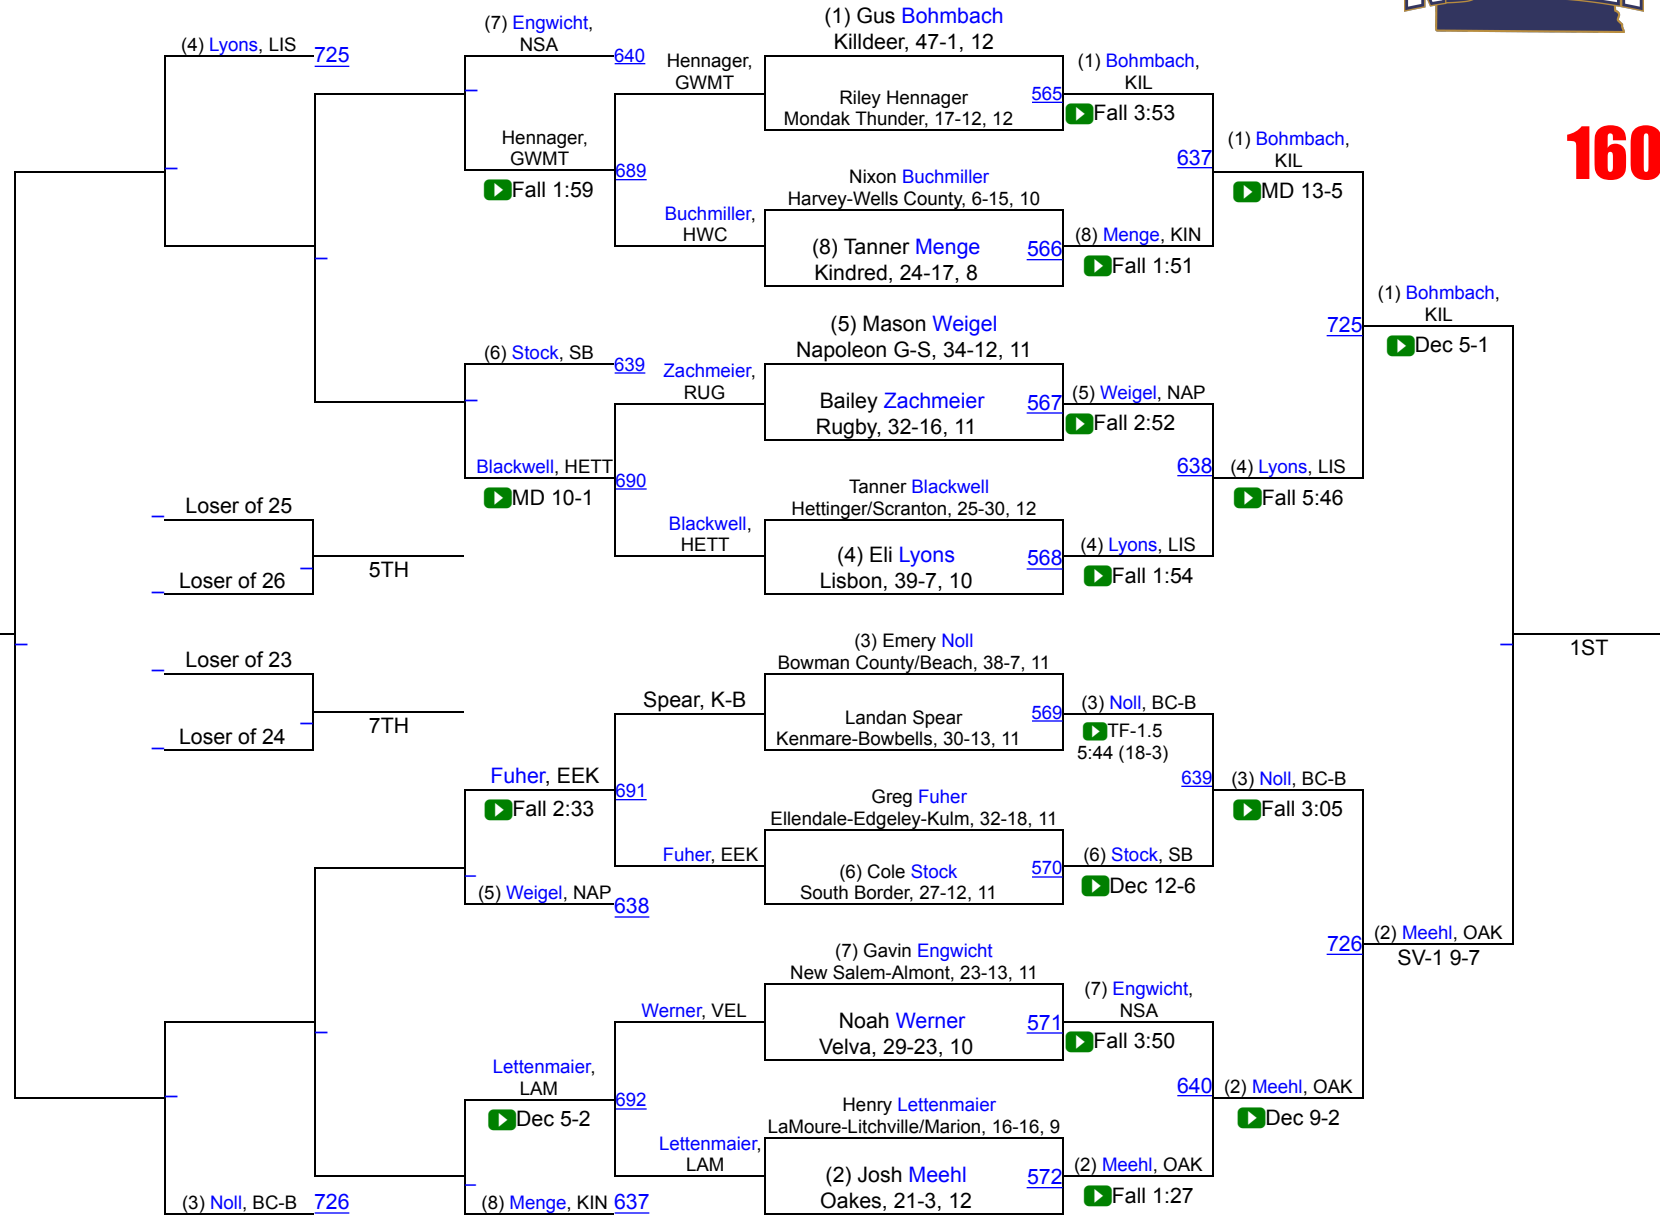 (1) Gus Bohmbach
Killdeer, 47-1, 12
(7) Engwicht,
NSA
(4) Lyons, LIS
725
640
Hennager,
GWMT
(1) Bohmbach,
KIL
Riley Hennager
Mondak Thunder, 17-12, 12
565
Fall 3:53
Hennager,
GWMT
Fall 1:59
689
637
(1) Bohmbach,
KIL
MD 13-5
160
Nixon Buchmiller
Harvey-Wells County, 6-15, 10
Buchmiller,
HWC
(8) Tanner Menge
Kindred, 24-17, 8
566
(8) Menge, KIN
Fall 1:51
(1) Bohmbach,
KIL
725
Dec 5-1
(5) Mason Weigel
Napoleon G-S, 34-12, 11
(6) Stock, SB
639
Zachmeier,
RUG
Bailey Zachmeier
Rugby, 32-16, 11
567
(5) Weigel, NAP
Fall 2:52
Blackwell, HETT
MD 10-1
690
638
(4) Lyons, LIS
Fall 5:46
Tanner Blackwell
Hettinger/Scranton, 25-30, 12
Blackwell,
HETT
(4) Eli Lyons
Lisbon, 39-7, 10
568
(4) Lyons, LIS
Fall 1:54
Loser of 25
5TH
Loser of 26
1ST
Loser of 23
7TH
Loser of 24
(3) Emery Noll
Bowman County/Beach, 38-7, 11
Spear, K-B
Landan Spear
Kenmare-Bowbells, 30-13, 11
569
(3) Noll, BC-B
TF-1.5
5:44 (18-3)
Fuher, EEK
Fall 2:33
691
639
(3) Noll, BC-B
Fall 3:05
Greg Fuher
Ellendale-Edgeley-Kulm, 32-18, 11
Fuher, EEK
(6) Cole Stock
South Border, 27-12, 11
570
(6) Stock, SB
Dec 12-6
(5) Weigel, NAP
638
726
(2) Meehl, OAK
SV-1 9-7
(7) Gavin Engwicht
New Salem-Almont, 23-13, 11
Werner, VEL
Noah Werner
Velva, 29-23, 10
571
(7) Engwicht,
NSA
Fall 3:50
Lettenmaier,
LAM
Dec 5-2
692
640
(2) Meehl, OAK
Dec 9-2
Henry Lettenmaier
LaMoure-Litchville/Marion, 16-16, 9
Lettenmaier,
LAM
(2) Josh Meehl
Oakes, 21-3, 12
572
(2) Meehl, OAK
Fall 1:27
(3) Noll, BC-B
726
(8) Menge, KIN
637